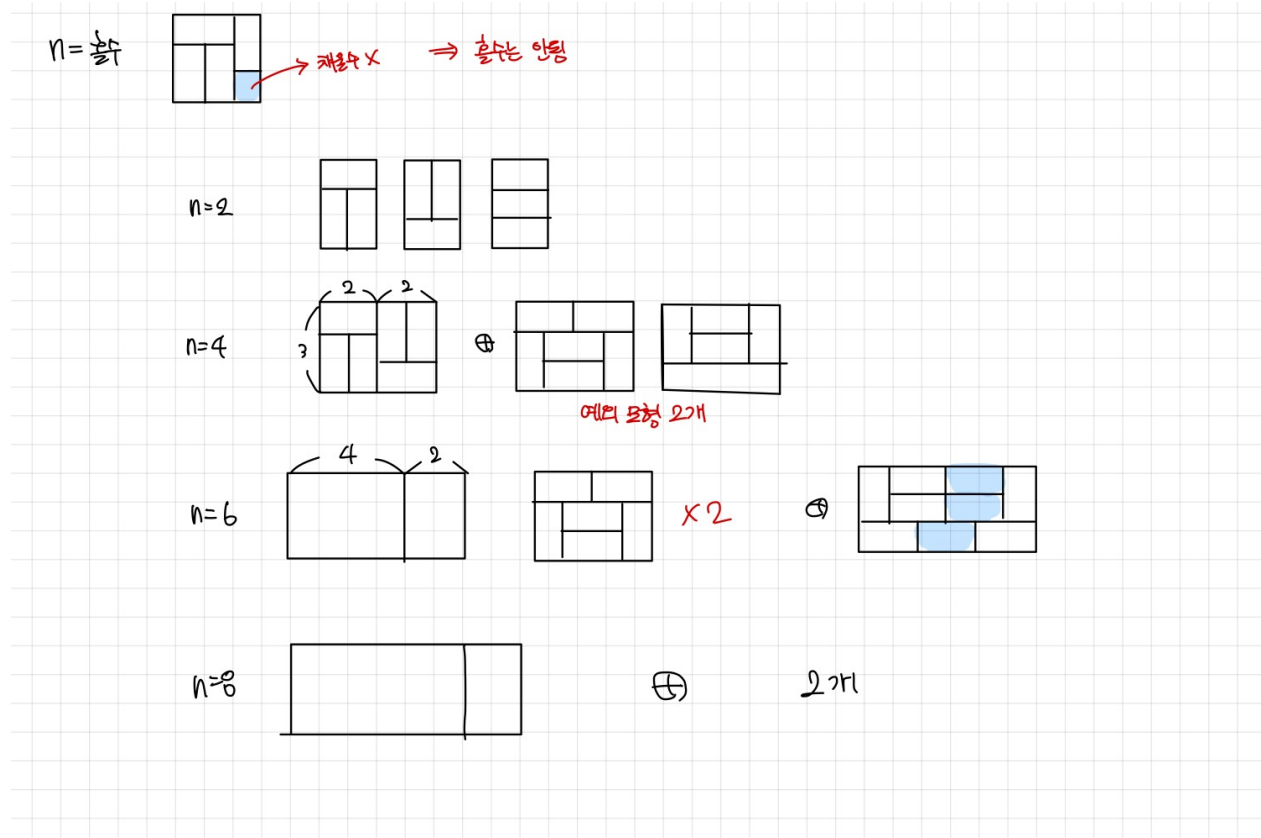 n=홀수
채울수 X ⇒ 홀수는 안됨
n=2
2 2
3
n=4 ⊕
예외 모형 2개
4 2
n=6 X2 ⊕
n=8 ⊕ 2개